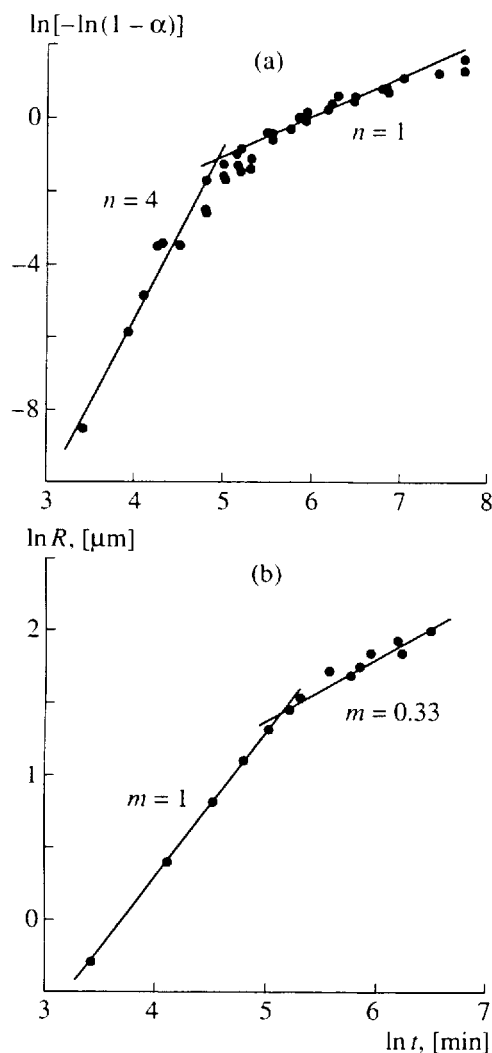 ln[–ln(1 – α)]
(a)
0
n = 1
n = 4
–4
–8
3 4 5 6 7 8
ln R, [μm]
(b)
2
m = 0.33
1
m = 1
0
3 4 5 6 7
ln t, [min]